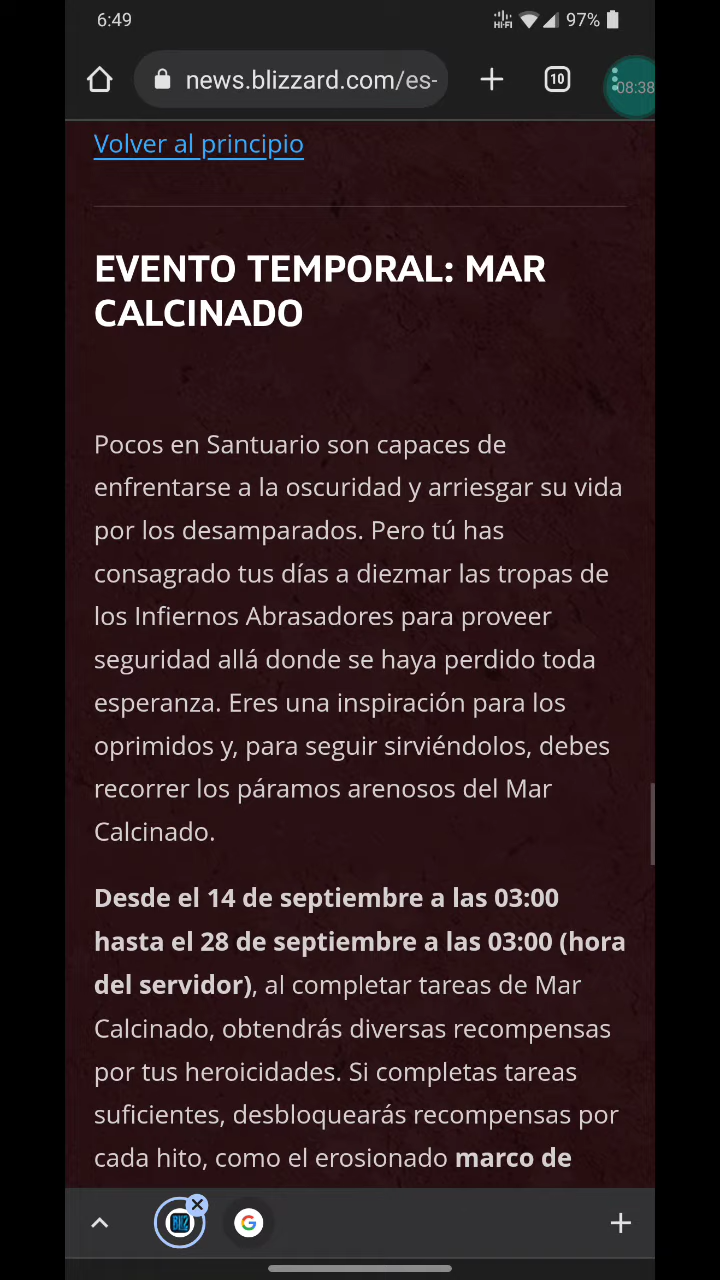 6:49
HI-FI
97%
news.blizzard.com/es-
10
08:38
Volver al principio
EVENTO TEMPORAL: MAR
CALCINADO
Pocos en Santuario son capaces de
enfrentarse a la oscuridad y arriesgar su vida
por los desamparados. Pero tú has
consagrado tus días a diezmar las tropas de
los Infiernos Abrasadores para proveer
seguridad allá donde se haya perdido toda
esperanza. Eres una inspiración para los
oprimidos y, para seguir sirviéndolos, debes
recorrer los páramos arenosos del Mar
Calcinado.
Desde el 14 de septiembre a las 03:00
hasta el 28 de septiembre a las 03:00 (hora
del servidor), al completar tareas de Mar
Calcinado, obtendrás diversas recompensas
por tus heroicidades. Si completas tareas
suficientes, desbloquearás recompensas por
cada hito, como el erosionado marco de
BLIZ
G